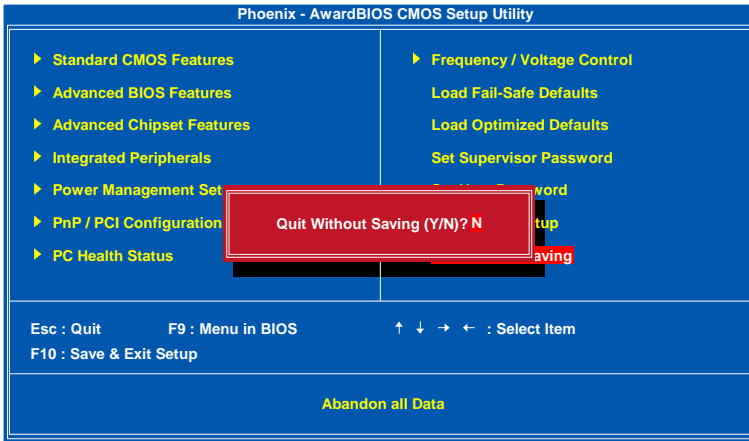 Phoenix - AwardBIOS CMOS Setup Utility
Standard CMOS Features
Advanced BIOS Features
Advanced Chipset Features
Integrated Peripherals
Power Management Set
PnP / PCI Configuration
PC Health Status
Frequency / Voltage Control
Load Fail-Safe Defaults
Load Optimized Defaults
Set Supervisor Password
word
tup
aving
Quit Without Saving (Y/N)? N
Esc : Quit F9 : Menu in BIOS ↑ ↓ → ← : Select Item
F10 : Save & Exit Setup
Abandon all Data